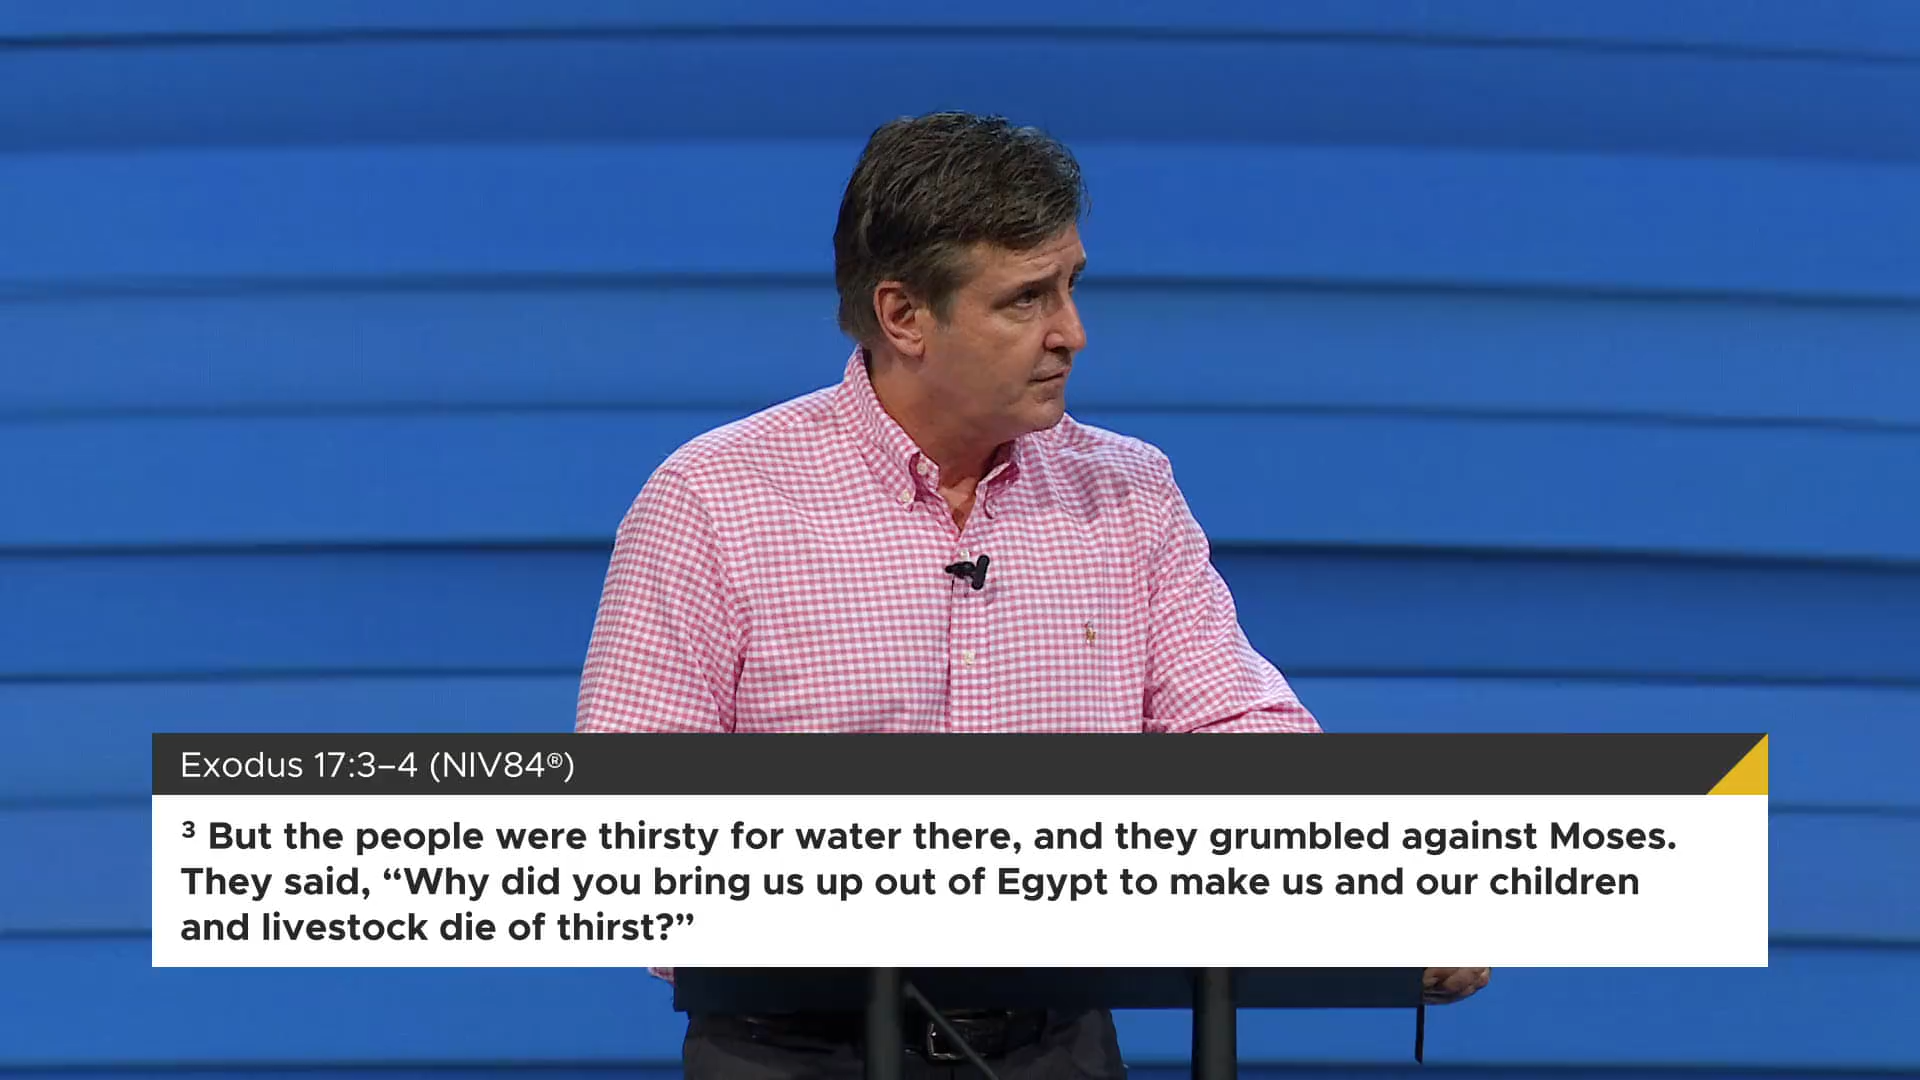 Exodus 17:3–4 (NIV84®)
³ But the people were thirsty for water there, and they grumbled against Moses.
They said, “Why did you bring us up out of Egypt to make us and our children
and livestock die of thirst?”